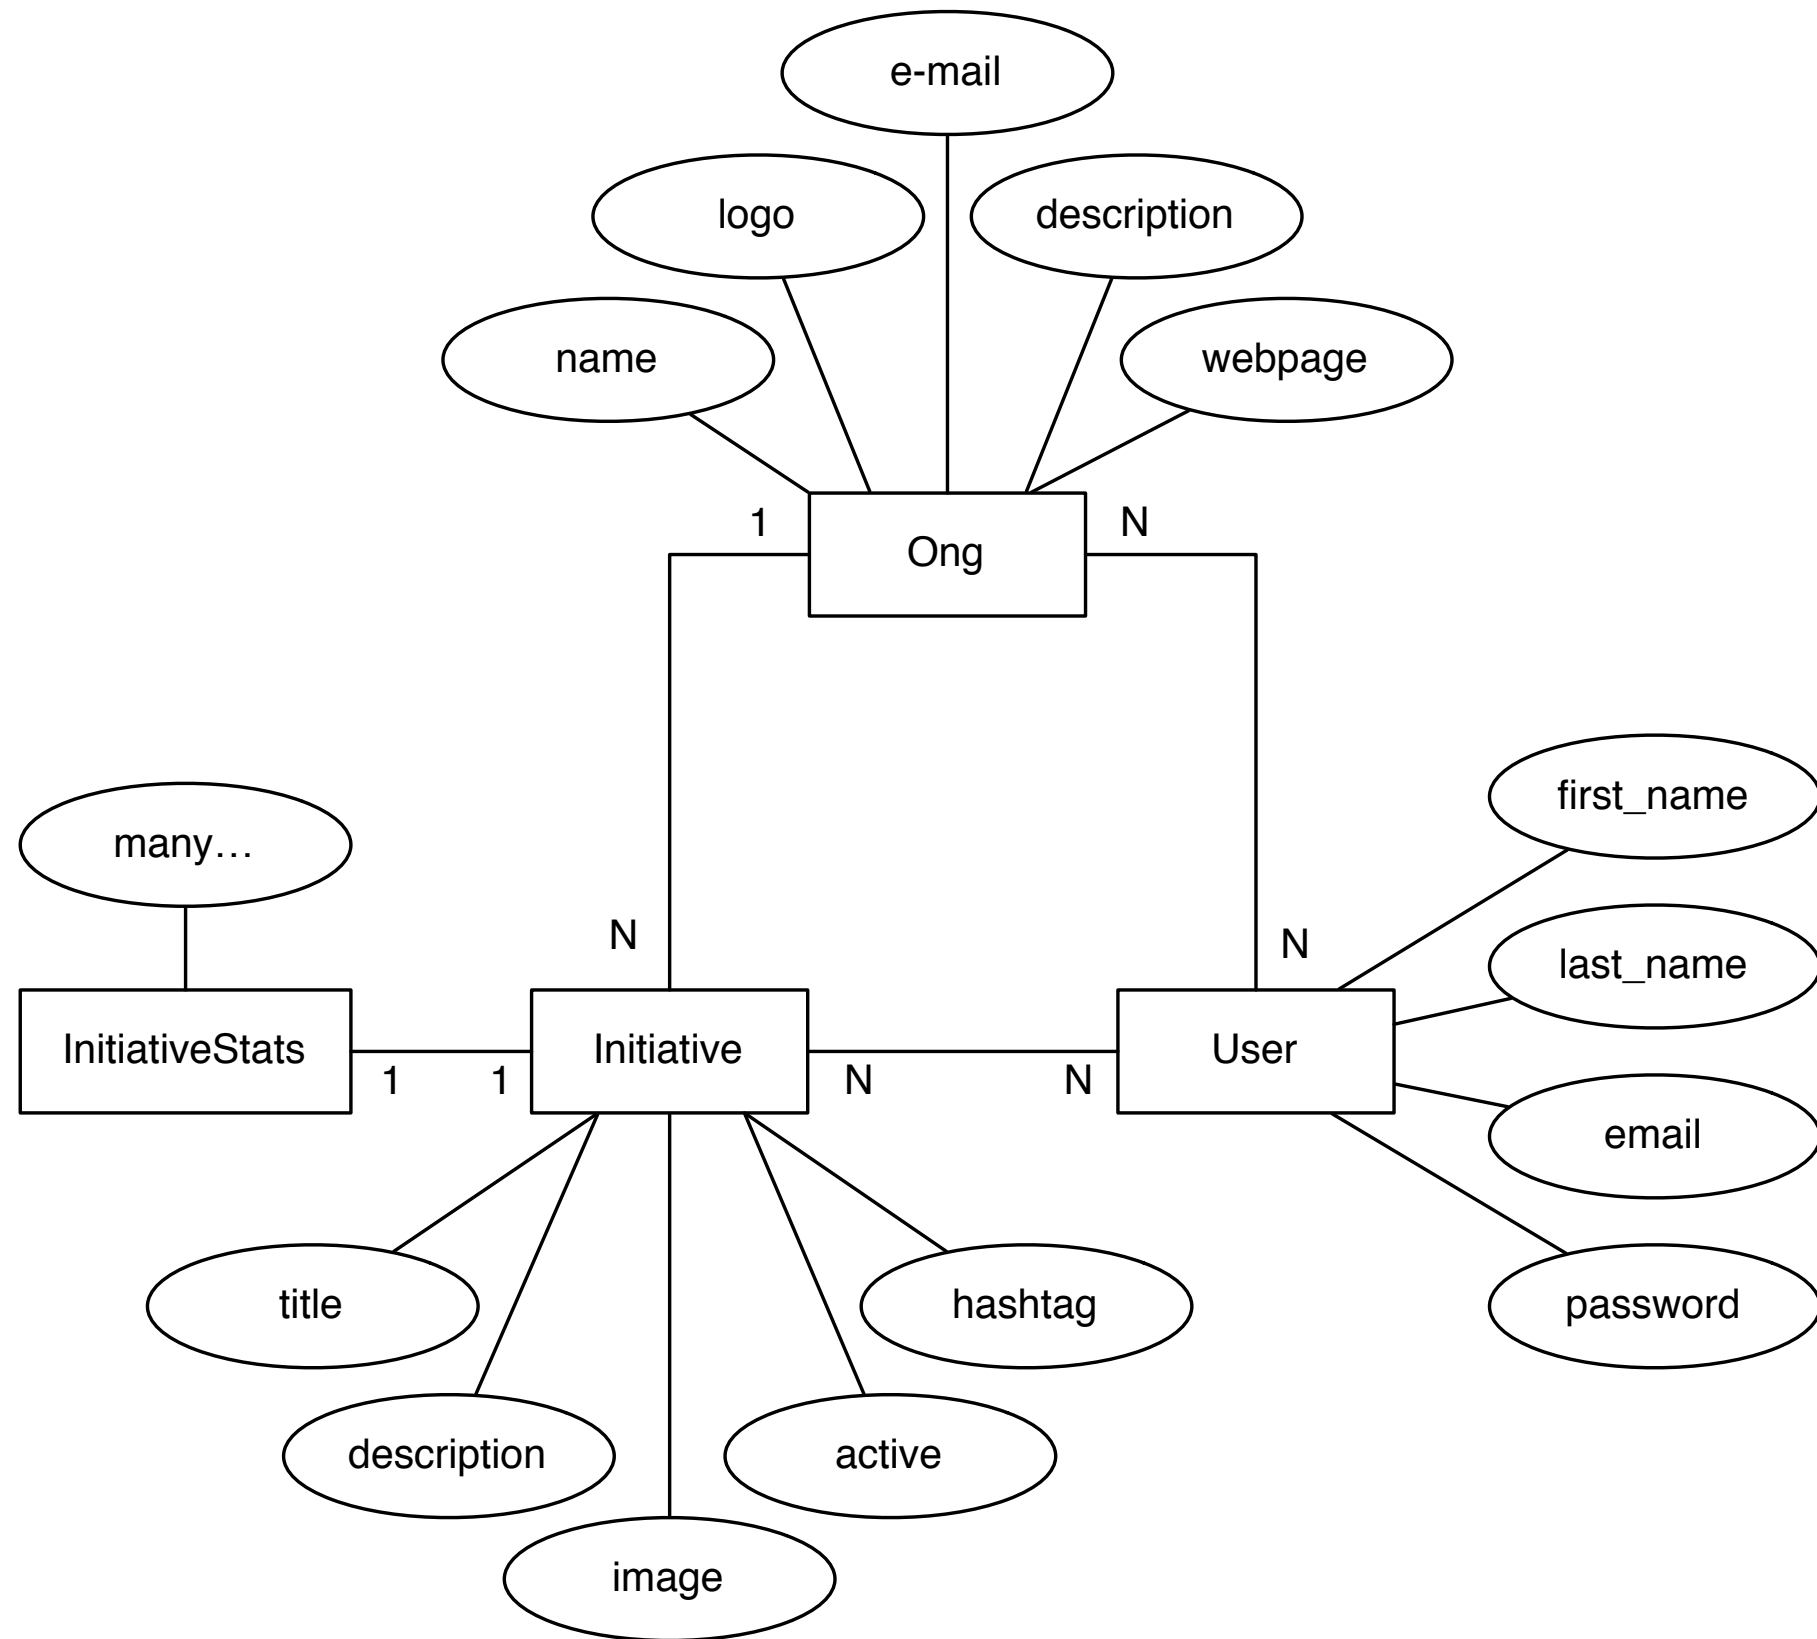 e-mail
logo
description
name
webpage
1
N
Ong
first_name
many…
N
N
last_name
InitiativeStats
Initiative
User
1
1
N
N
email
title
hashtag
password
description
active
image